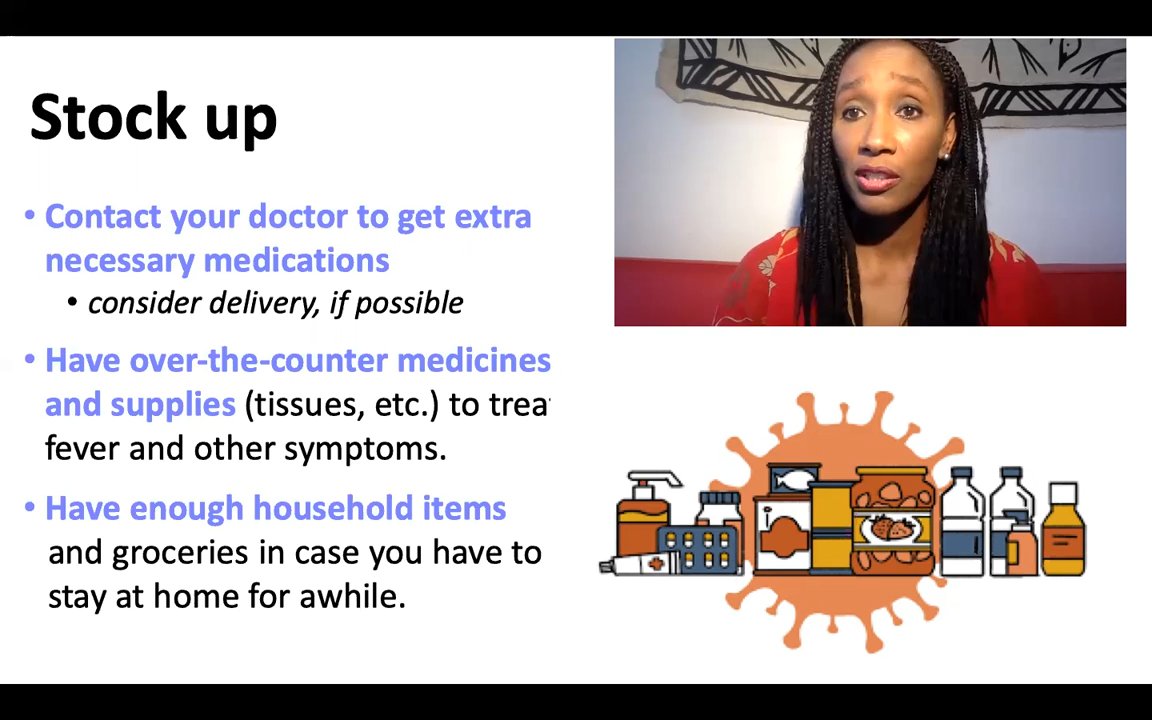 Stock up
• Contact your doctor to get extra
necessary medications
• consider delivery, if possible
• Have over-the-counter medicines
and supplies (tissues, etc.) to trea
fever and other symptoms.
• Have enough household items
and groceries in case you have to
stay at home for awhile.